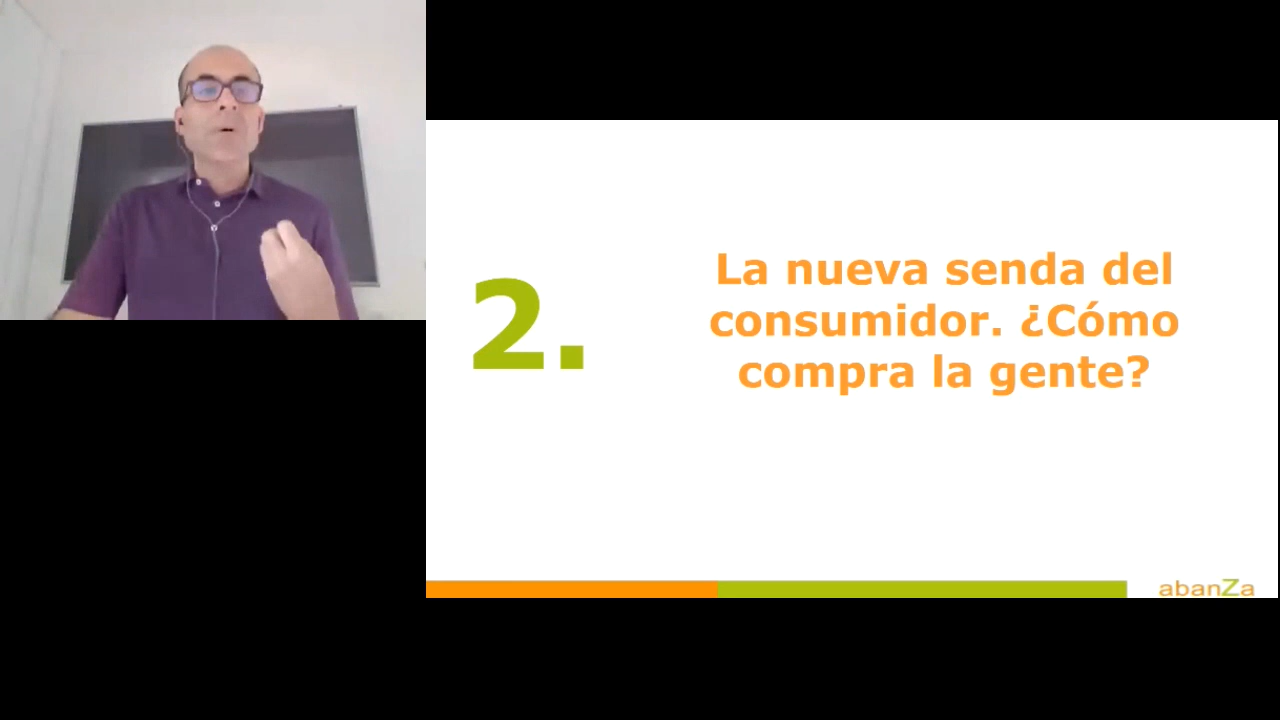 2.
La nueva senda del
consumidor. ¿Cómo
compra la gente?
abanZa